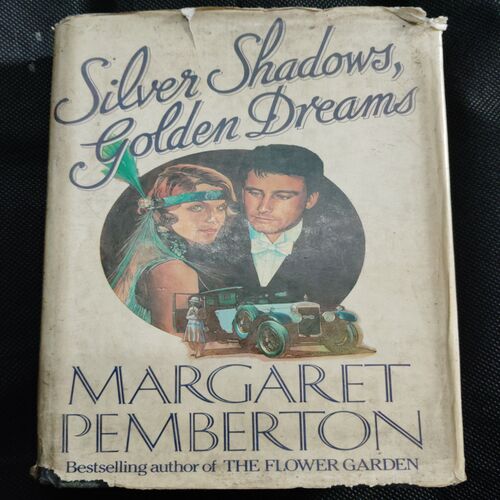 Silver Shadows,
Golden Dreams
MARGARET
PEMBERTON
Bestselling author of THE FLOWER GARDEN